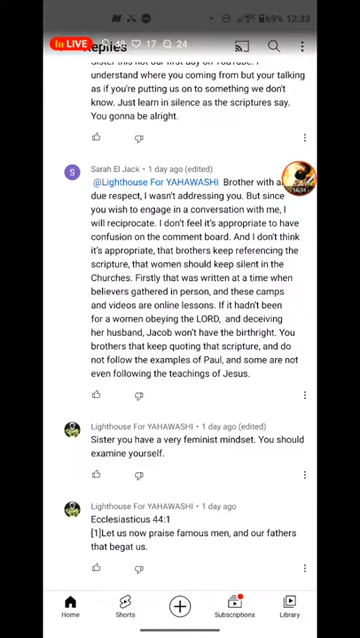 69% 12:33
LIVE 48 17 24
Replies
Sister this not our first day on YouTube. I
understand where you coming from but your talking
as if you're putting us on to something we don't
know. Just learn in silence as the scriptures say.
You gonna be alright.
S
Sarah El Jack • 1 day ago (edited)
@Lighthouse For YAHAWASHI Brother with all
due respect, I wasn't addressing you. But since
you wish to engage in a conversation with me, I
will reciprocate. I don't feel it's appropriate to have
confusion on the comment board. And I don't think
it's appropriate, that brothers keep referencing the
scripture, that women should keep silent in the
Churches. Firstly that was written at a time when
believers gathered in person, and these camps
and videos are online lessons. If it hadn't been
for a women obeying the LORD, and deceiving
her husband, Jacob won't have the birthright. You
brothers that keep quoting that scripture, and do
not follow the examples of Paul, and some are not
even following the teachings of Jesus.
Lighthouse For YAHAWASHI • 1 day ago (edited)
Sister you have a very feminist mindset. You should
examine yourself.
Lighthouse For YAHAWASHI • 1 day ago
Ecclesiasticus 44:1
[1]Let us now praise famous men, and our fathers
that begat us.
Home Shorts Subscriptions Library